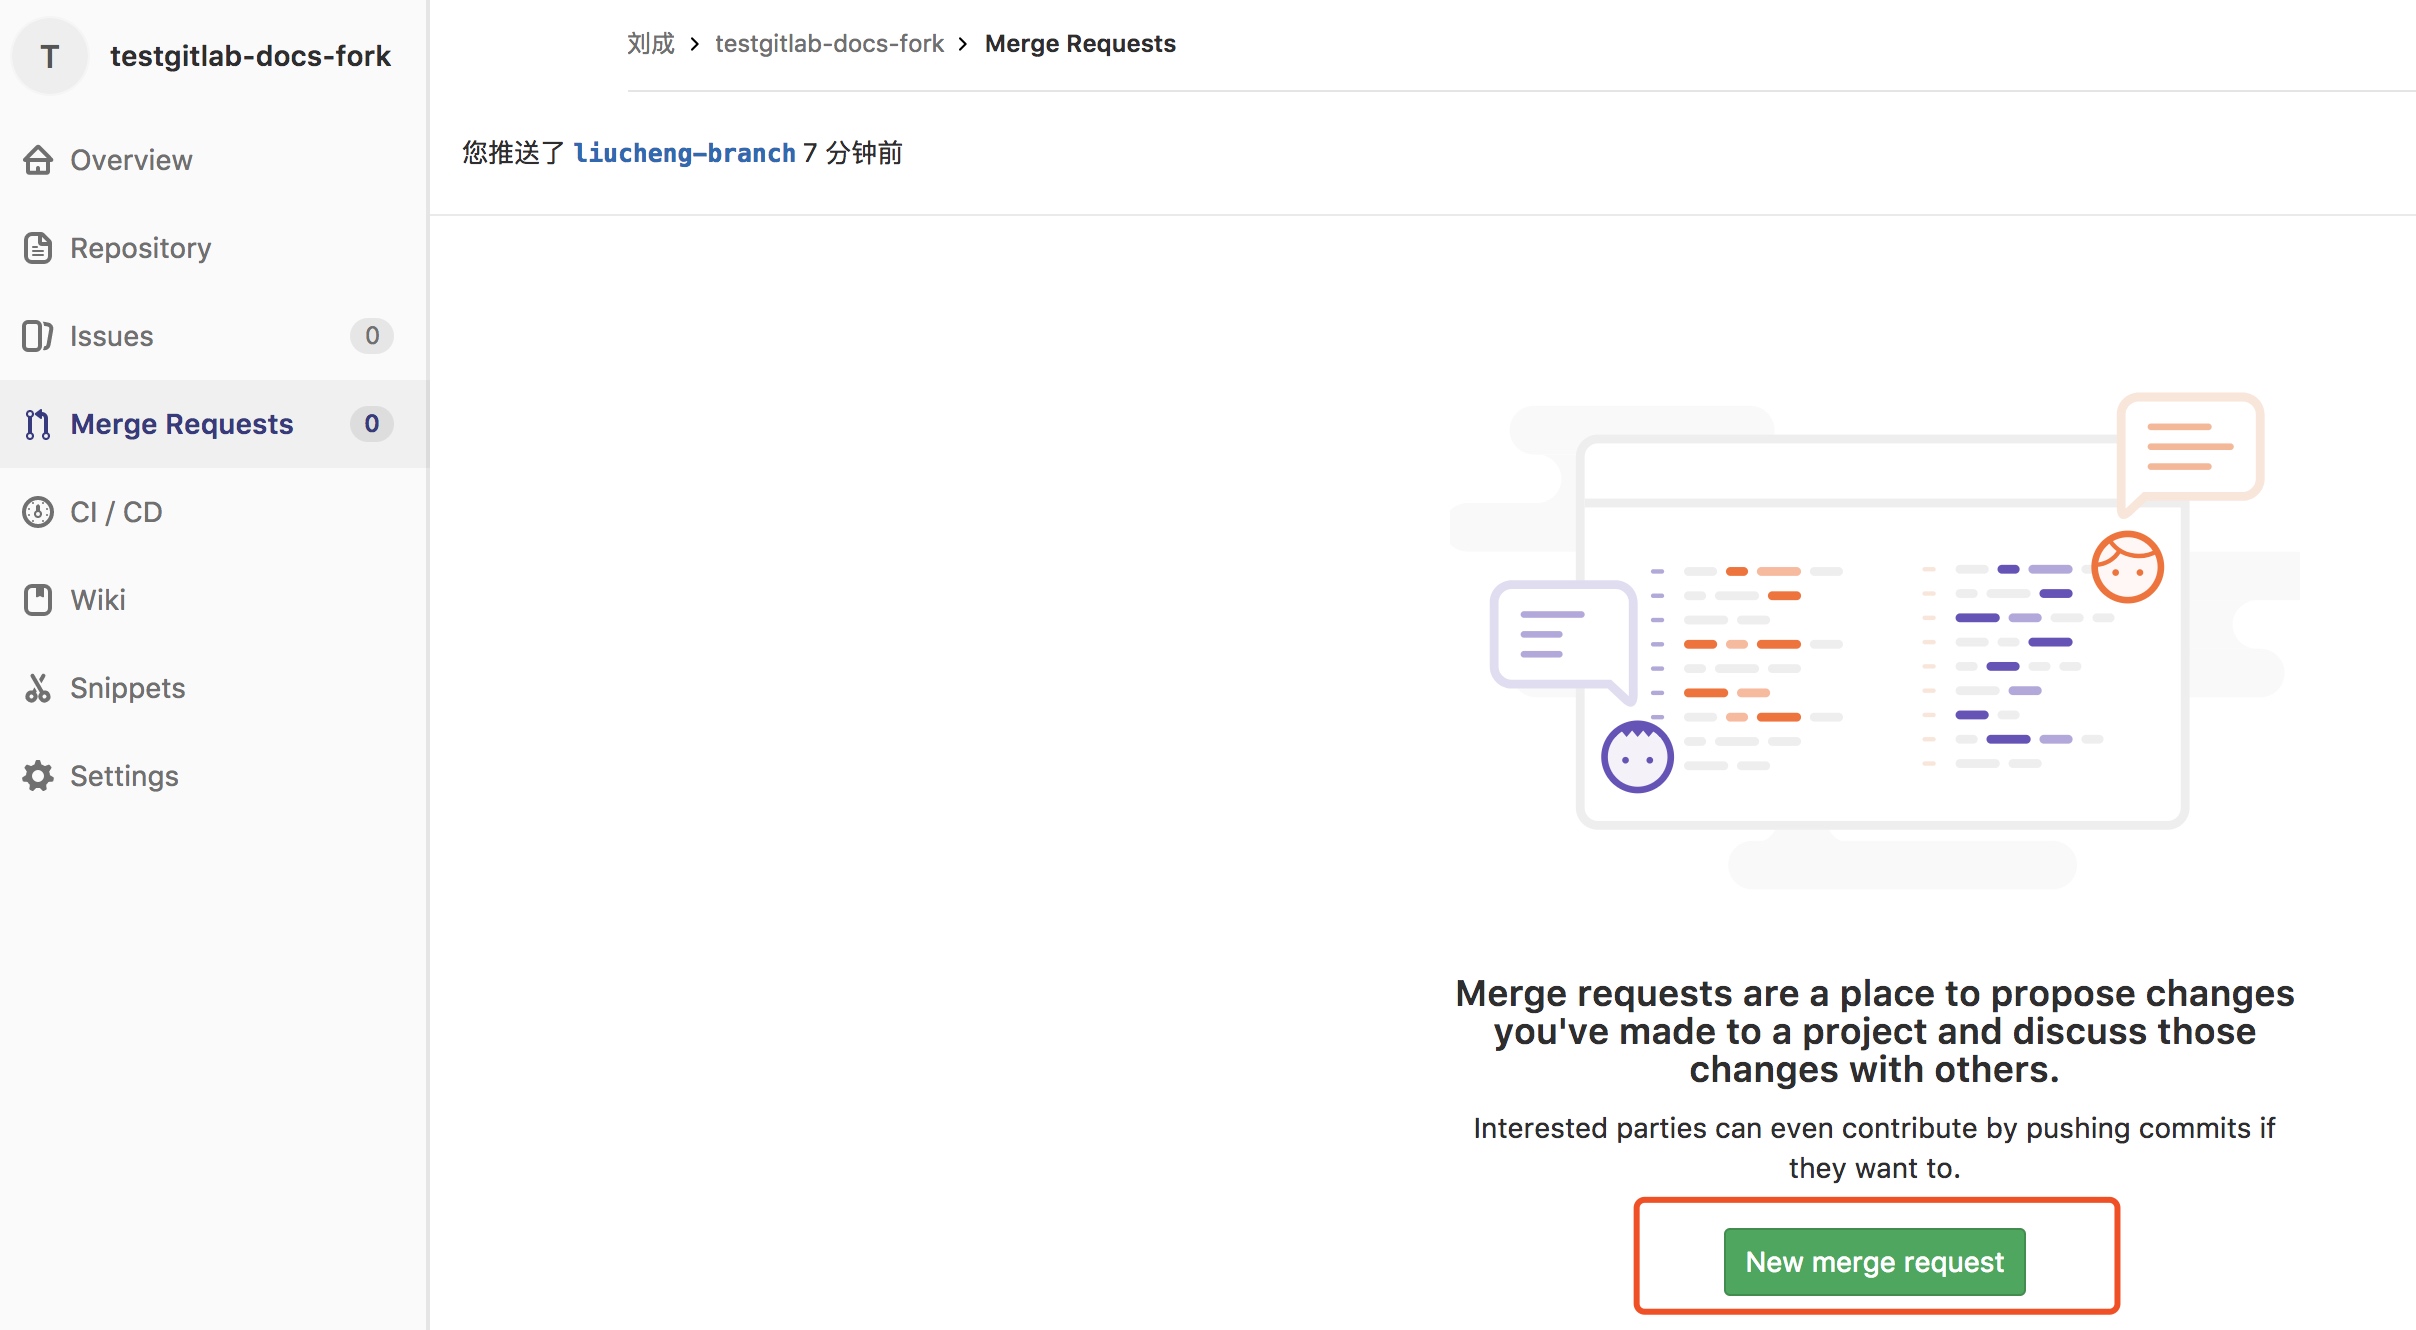 T testgitlab-docs-fork
Overview
Repository
Issues 0
Merge Requests 0
CI / CD
Wiki
Snippets
Settings
刘成 > testgitlab-docs-fork > Merge Requests
您推送了 liucheng-branch 7 分钟前
Merge requests are a place to propose changes
you've made to a project and discuss those
changes with others.
Interested parties can even contribute by pushing commits if
they want to.
New merge request